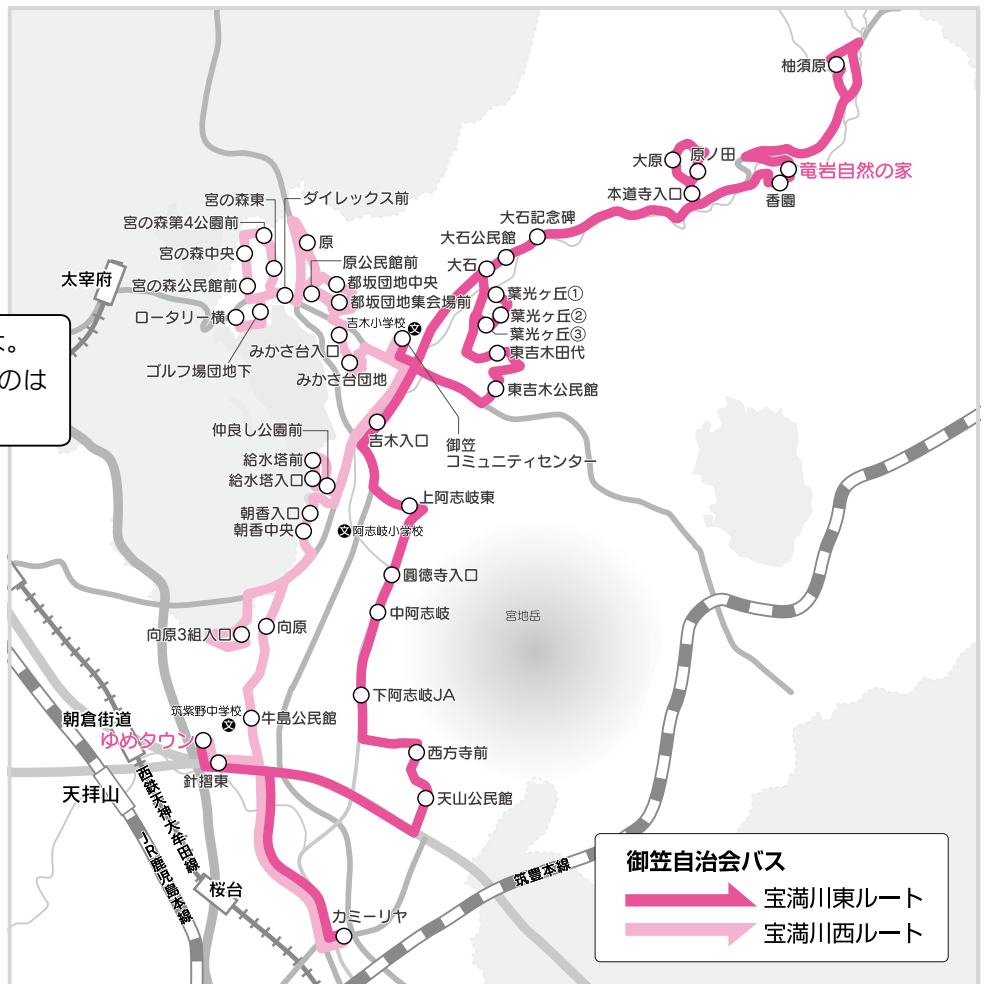 柚須原
大原
原ノ田
竜岩自然の家
本道寺入口
香園
大石記念碑
大石公民館
大石
宮の森東
ダイレックス前
宮の森第4公園前
原
宮の森中央
原公民館前
太宰府
宮の森公民館前
都坂団地中央
都坂団地集会場前
ロータリー横
吉木小学校
文
葉光ヶ丘①
葉光ヶ丘②
葉光ヶ丘③
みかさ台入口
東吉木田代
ゴルフ場団地下
みかさ台団地
東吉木公民館
は。
のは
仲良し公園前
吉木入口
御笠
コミュニティセンター
給水塔前
給水塔入口
上阿志岐東
朝香入口
朝香中央
文
阿志岐小学校
圓徳寺入口
中阿志岐
宮地岳
向原3組入口
向原
下阿志岐JA
筑紫野中学校
文
牛島公民館
朝倉街道
ゆめタウン
西方寺前
針摺東
天拝山
天山公民館
西鉄天神大牟田線
JR鹿児島本線
桜台
カミーリヤ
筑豊本線
御笠自治会バス
宝満川東ルート
宝満川西ルート